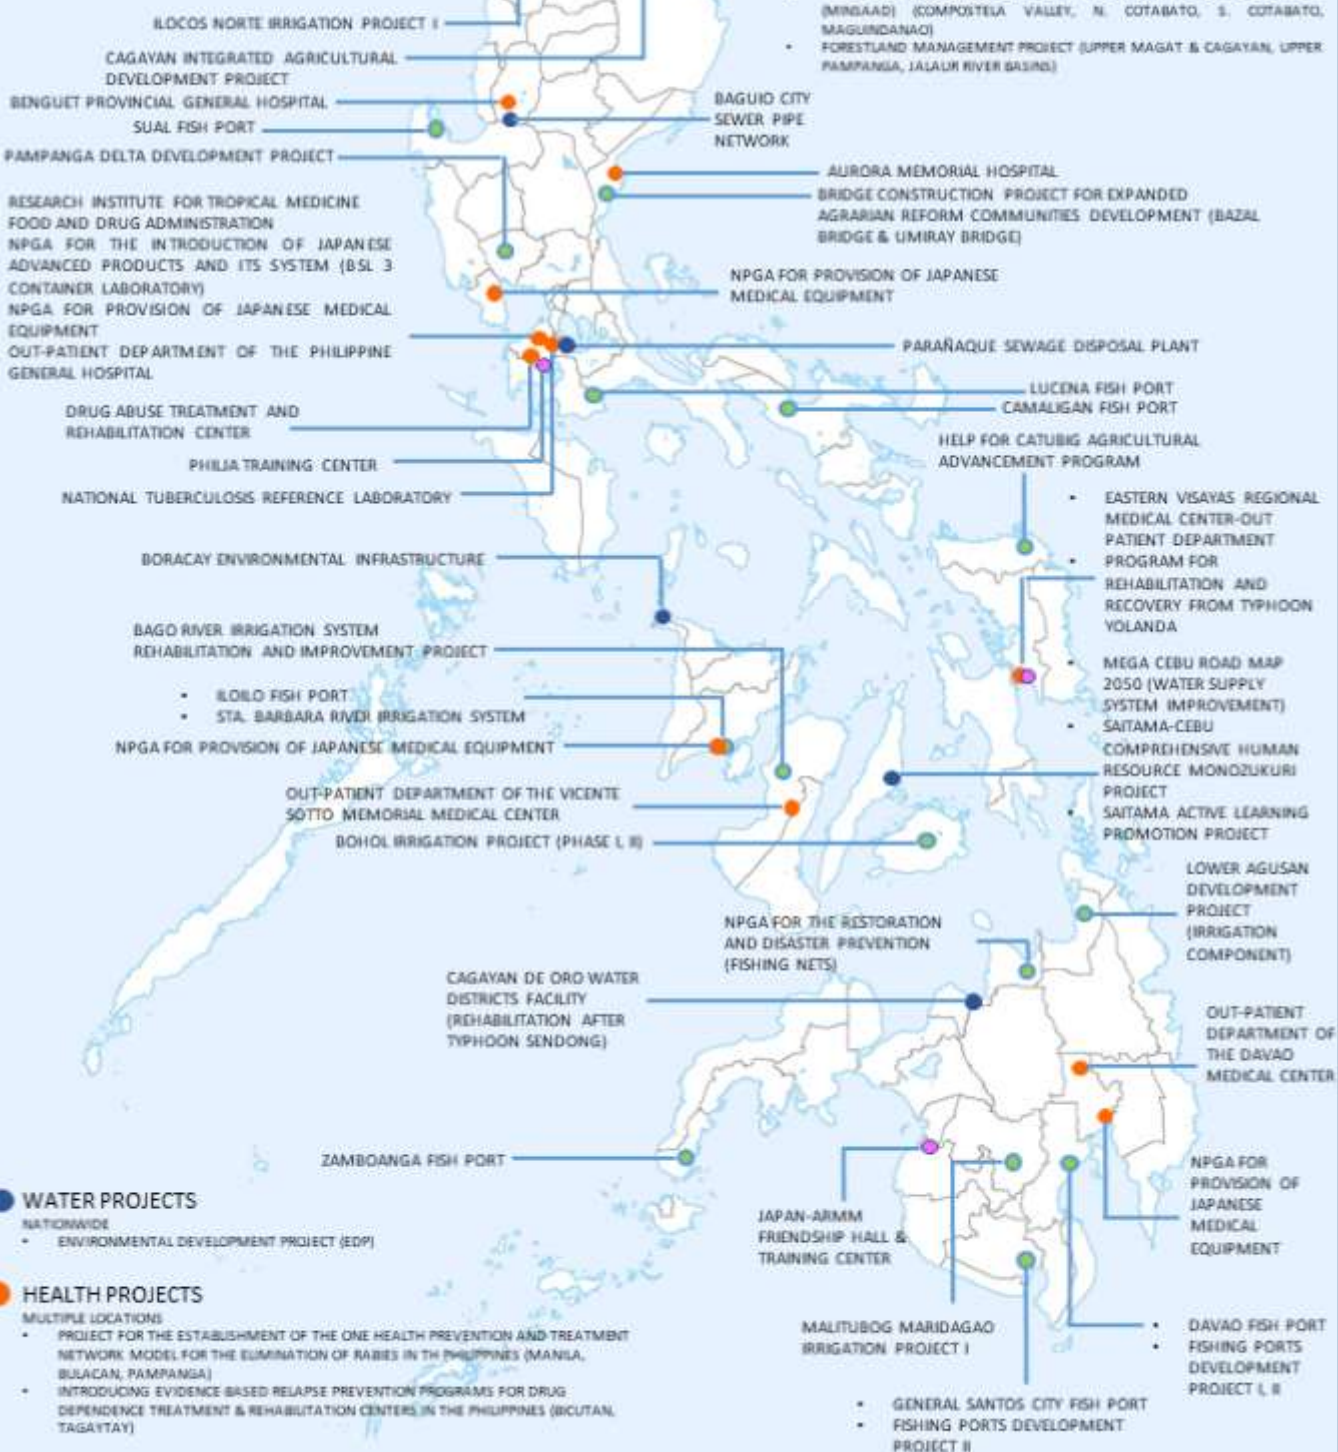 (MINSAAD) (COMPOSTELA VALLEY, N. COTABATO, S. COTABATO,
MAGUINDANAO)
• FORESTLAND MANAGEMENT PROJECT (UPPER MAGAT & CAGAYAN, UPPER
PAMPANGA, JALAUR RIVER BASINS)
ILOCOS NORTE IRRIGATION PROJECT I
CAGAYAN INTEGRATED AGRICULTURAL
DEVELOPMENT PROJECT
BENGUET PROVINCIAL GENERAL HOSPITAL
SUAL FISH PORT
PAMPANGA DELTA DEVELOPMENT PROJECT
BAGUIO CITY
SEWER PIPE
NETWORK
AURORA MEMORIAL HOSPITAL
BRIDGE CONSTRUCTION PROJECT FOR EXPANDED
AGRARIAN REFORM COMMUNITIES DEVELOPMENT (BAZAL
BRIDGE & UMIRAY BRIDGE)
RESEARCH INSTITUTE FOR TROPICAL MEDICINE
FOOD AND DRUG ADMINISTRATION
NPGA FOR THE INTRODUCTION OF JAPANESE
ADVANCED PRODUCTS AND ITS SYSTEM (BSL 3
CONTAINER LABORATORY)
NPGA FOR PROVISION OF JAPANESE MEDICAL
EQUIPMENT
OUT-PATIENT DEPARTMENT OF THE PHILIPPINE
GENERAL HOSPITAL
NPGA FOR PROVISION OF JAPANESE
MEDICAL EQUIPMENT
PARAÑAQUE SEWAGE DISPOSAL PLANT
LUCENA FISH PORT
CAMALIGAN FISH PORT
DRUG ABUSE TREATMENT AND
REHABILITATION CENTER
PHILJA TRAINING CENTER
NATIONAL TUBERCULOSIS REFERENCE LABORATORY
HELP FOR CATUBIG AGRICULTURAL
ADVANCEMENT PROGRAM
• EASTERN VISAYAS REGIONAL
MEDICAL CENTER-OUT
PATIENT DEPARTMENT
• PROGRAM FOR
REHABILITATION AND
RECOVERY FROM TYPHOON
YOLANDA
BORACAY ENVIRONMENTAL INFRASTRUCTURE
BAGO RIVER IRRIGATION SYSTEM
REHABILITATION AND IMPROVEMENT PROJECT
• ILOILO FISH PORT
• STA. BARBARA RIVER IRRIGATION SYSTEM
NPGA FOR PROVISION OF JAPANESE MEDICAL EQUIPMENT
• MEGA CEBU ROAD MAP
2050 (WATER SUPPLY
SYSTEM IMPROVEMENT)
• SAITAMA-CEBU
COMPREHENSIVE HUMAN
RESOURCE MONOZUKURI
PROJECT
• SAITAMA ACTIVE LEARNING
PROMOTION PROJECT
OUT-PATIENT DEPARTMENT OF THE VICENTE
SOTTO MEMORIAL MEDICAL CENTER
BOHOL IRRIGATION PROJECT (PHASE I, II)
LOWER AGUSAN
DEVELOPMENT
PROJECT
(IRRIGATION
COMPONENT)
NPGA FOR THE RESTORATION
AND DISASTER PREVENTION
(FISHING NETS)
CAGAYAN DE ORO WATER
DISTRICTS FACILITY
(REHABILITATION AFTER
TYPHOON SENDONG)
OUT-PATIENT
DEPARTMENT OF
THE DAVAO
MEDICAL CENTER
ZAMBOANGA FISH PORT
NPGA FOR
PROVISION OF
JAPANESE
MEDICAL
EQUIPMENT
JAPAN-ARMM
FRIENDSHIP HALL &
TRAINING CENTER
MALITUBOG MARIDAGAO
IRRIGATION PROJECT I
• DAVAO FISH PORT
• FISHING PORTS
DEVELOPMENT
PROJECT I, II
• GENERAL SANTOS CITY FISH PORT
• FISHING PORTS DEVELOPMENT
PROJECT II
WATER PROJECTS
NATIONWIDE
• ENVIRONMENTAL DEVELOPMENT PROJECT (EDP)
HEALTH PROJECTS
MULTIPLE LOCATIONS
• PROJECT FOR THE ESTABLISHMENT OF THE ONE HEALTH PREVENTION AND TREATMENT
NETWORK MODEL FOR THE ELIMINATION OF RABIES IN TH PHILIPPINES (MANILA,
BULACAN, PAMPANGA)
• INTRODUCING EVIDENCE BASED RELAPSE PREVENTION PROGRAMS FOR DRUG
DEPENDENCE TREATMENT & REHABILITATION CENTERS IN THE PHILIPPINES (BICUTAN,
TAGAYTAY)